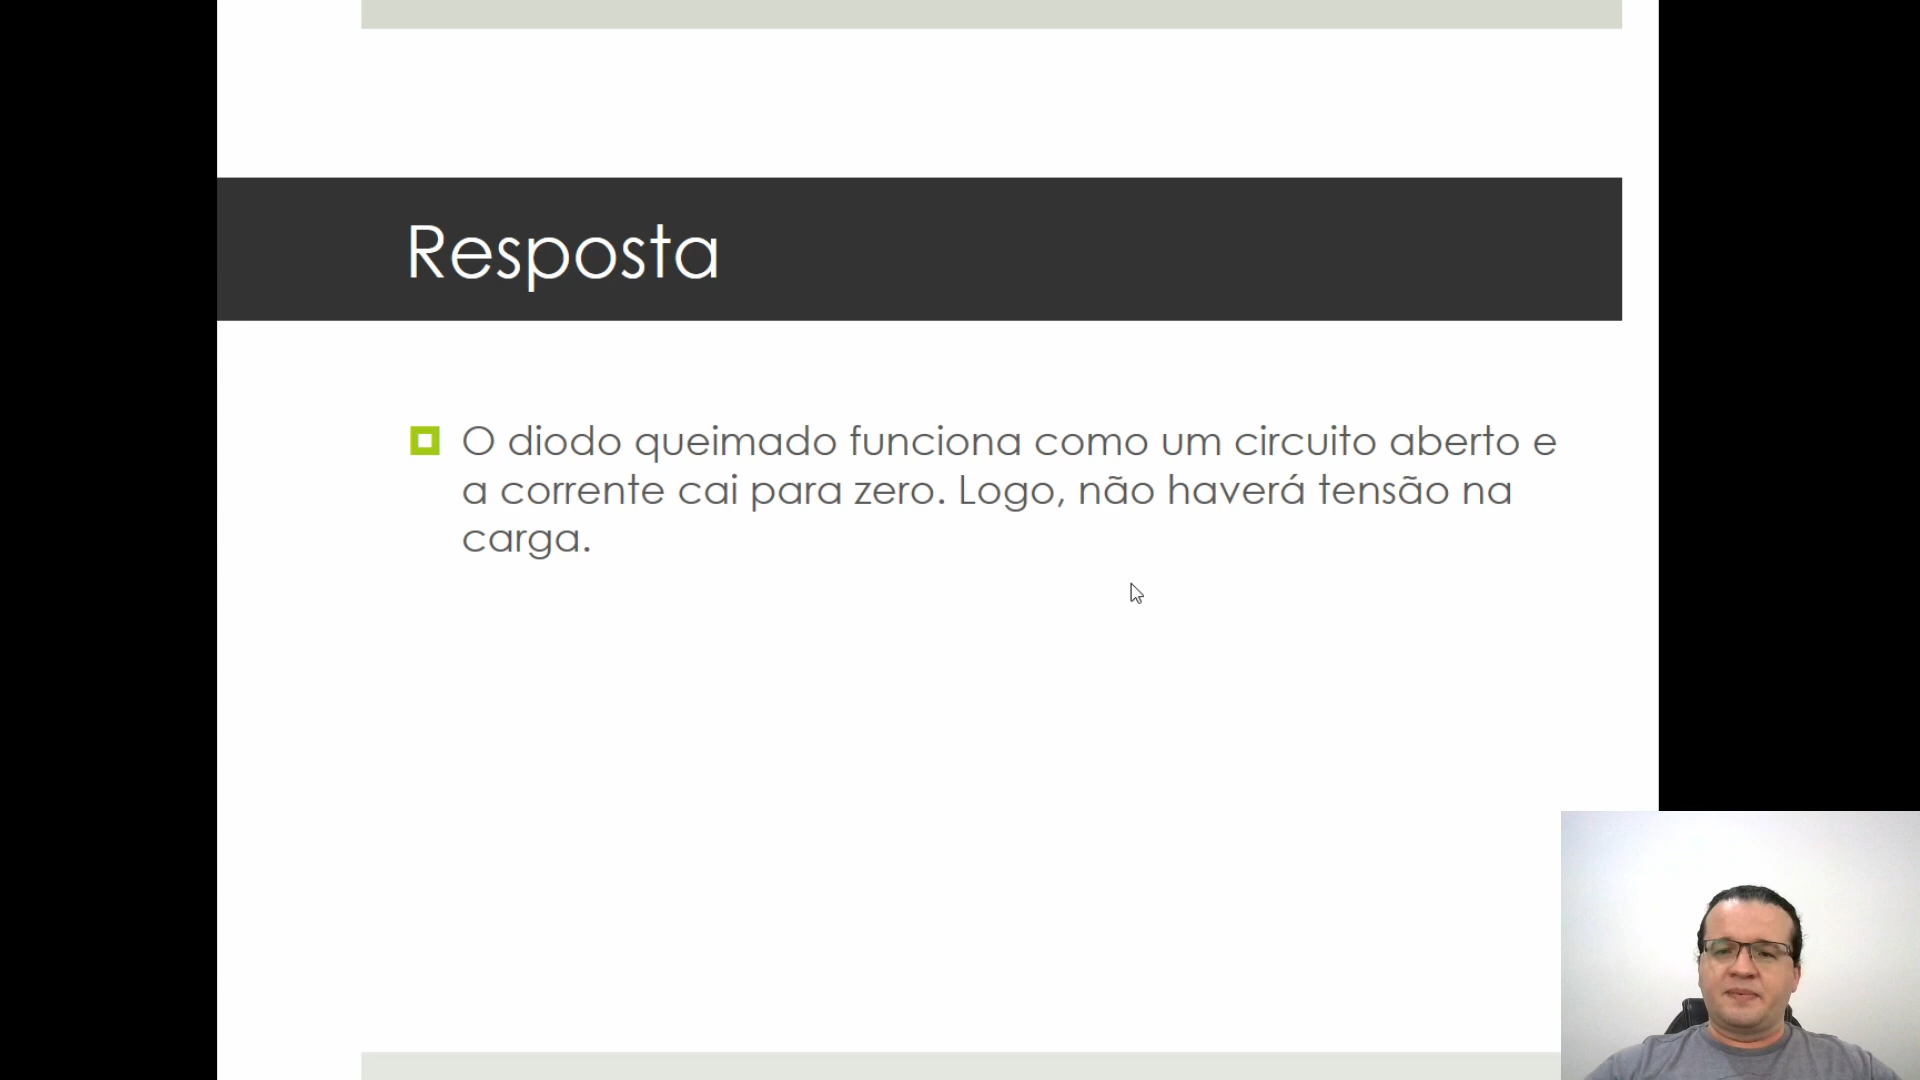 Resposta
O diodo queimado funciona como um circuito aberto e
a corrente cai para zero. Logo, não haverá tensão na
carga.